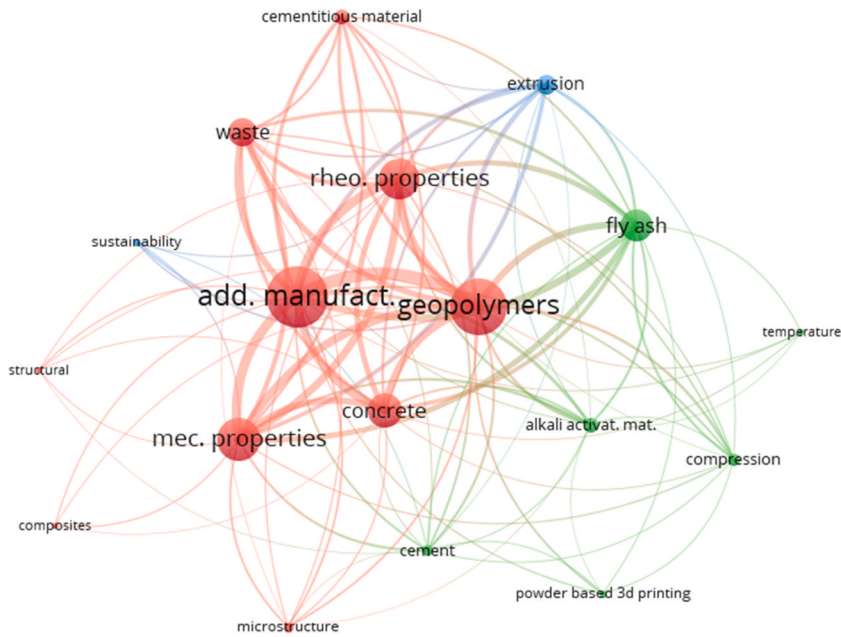 cementitious material
extrusion
waste
rheo. properties
fly ash
sustainability
add. manufact.
geopolymers
temperature
structural
concrete
mec. properties
alkali activat. mat.
compression
composites
cement
powder based 3d printing
microstructure